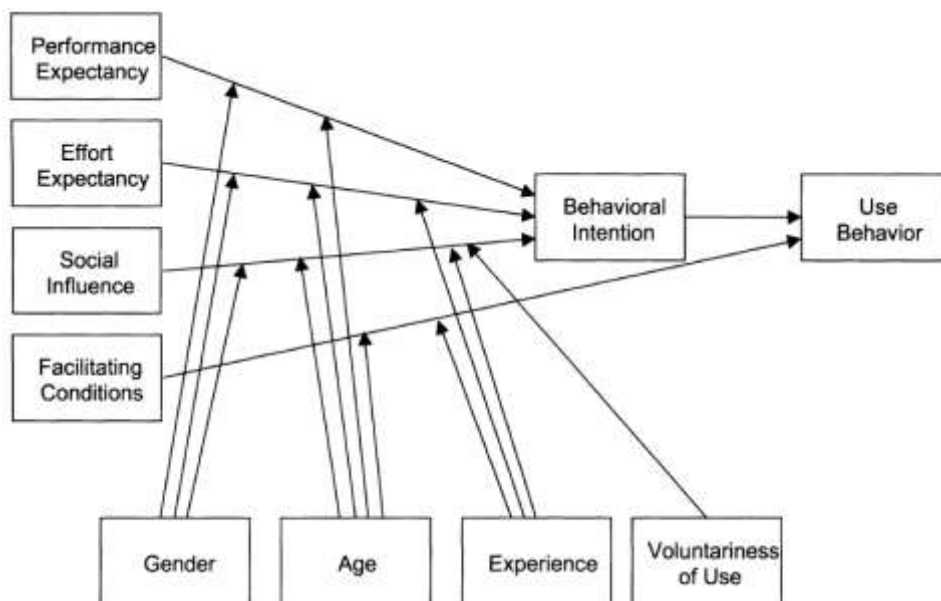 Performance
Expectancy
Effort
Expectancy
Social
Influence
Facilitating
Conditions
Behavioral
Intention
Use
Behavior
Gender
Age
Experience
Voluntariness
of Use